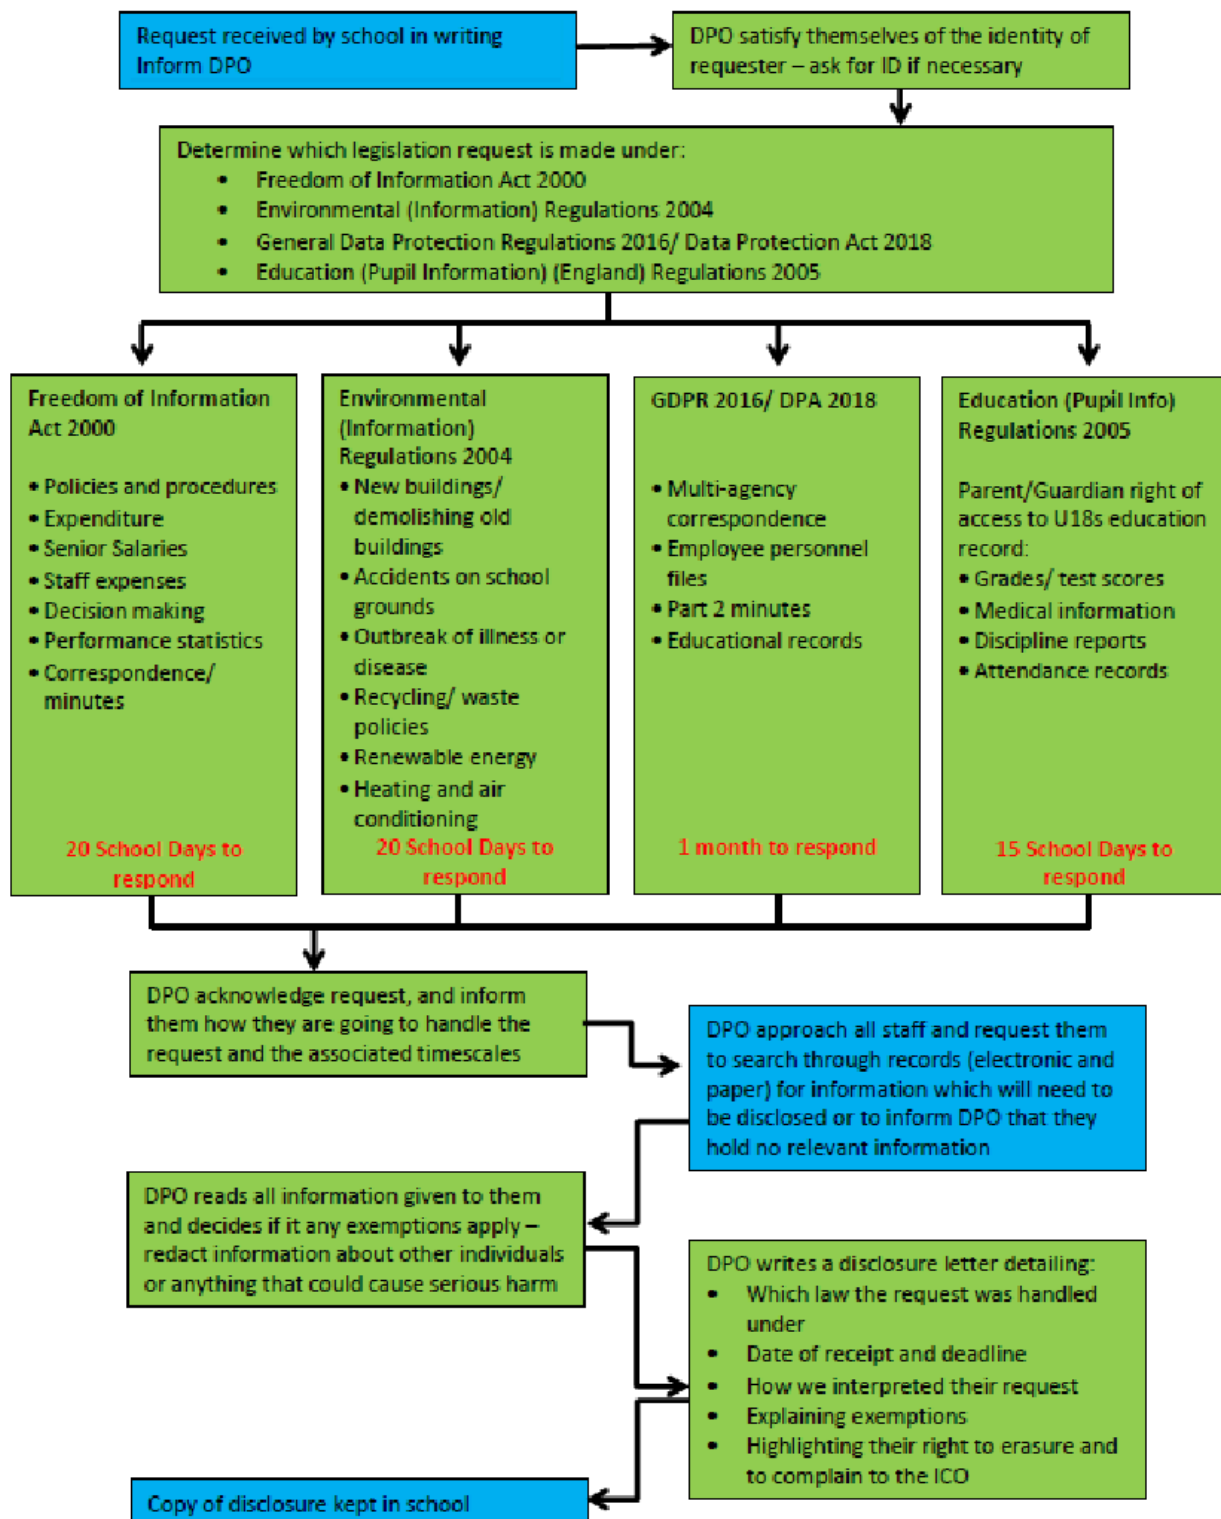 Request received by school in writing
Inform DPO
DPO satisfy themselves of the identity of
requester – ask for ID if necessary
Determine which legislation request is made under:
• Freedom of Information Act 2000
• Environmental (Information) Regulations 2004
• General Data Protection Regulations 2016/ Data Protection Act 2018
• Education (Pupil Information) (England) Regulations 2005
Freedom of Information
Act 2000
• Policies and procedures
• Expenditure
• Senior Salaries
• Staff expenses
• Decision making
• Performance statistics
• Correspondence/
minutes
20 School Days to
respond
Environmental
(Information)
Regulations 2004
• New buildings/
demolishing old
buildings
• Accidents on school
grounds
• Outbreak of illness or
disease
• Recycling/ waste
policies
• Renewable energy
• Heating and air
conditioning
20 School Days to
respond
GDPR 2016/ DPA 2018
• Multi-agency
correspondence
• Employee personnel
files
• Part 2 minutes
• Educational records
1 month to respond
Education (Pupil Info)
Regulations 2005
Parent/Guardian right of
access to U18s education
record:
• Grades/ test scores
• Medical information
• Discipline reports
• Attendance records
15 School Days to
respond
DPO acknowledge request, and inform
them how they are going to handle the
request and the associated timescales
DPO approach all staff and request them
to search through records (electronic and
paper) for information which will need to
be disclosed or to inform DPO that they
hold no relevant information
DPO reads all information given to them
and decides if it any exemptions apply –
redact information about other individuals
or anything that could cause serious harm
DPO writes a disclosure letter detailing:
• Which law the request was handled
under
• Date of receipt and deadline
• How we interpreted their request
• Explaining exemptions
• Highlighting their right to erasure and
to complain to the ICO
Copy of disclosure kept in school